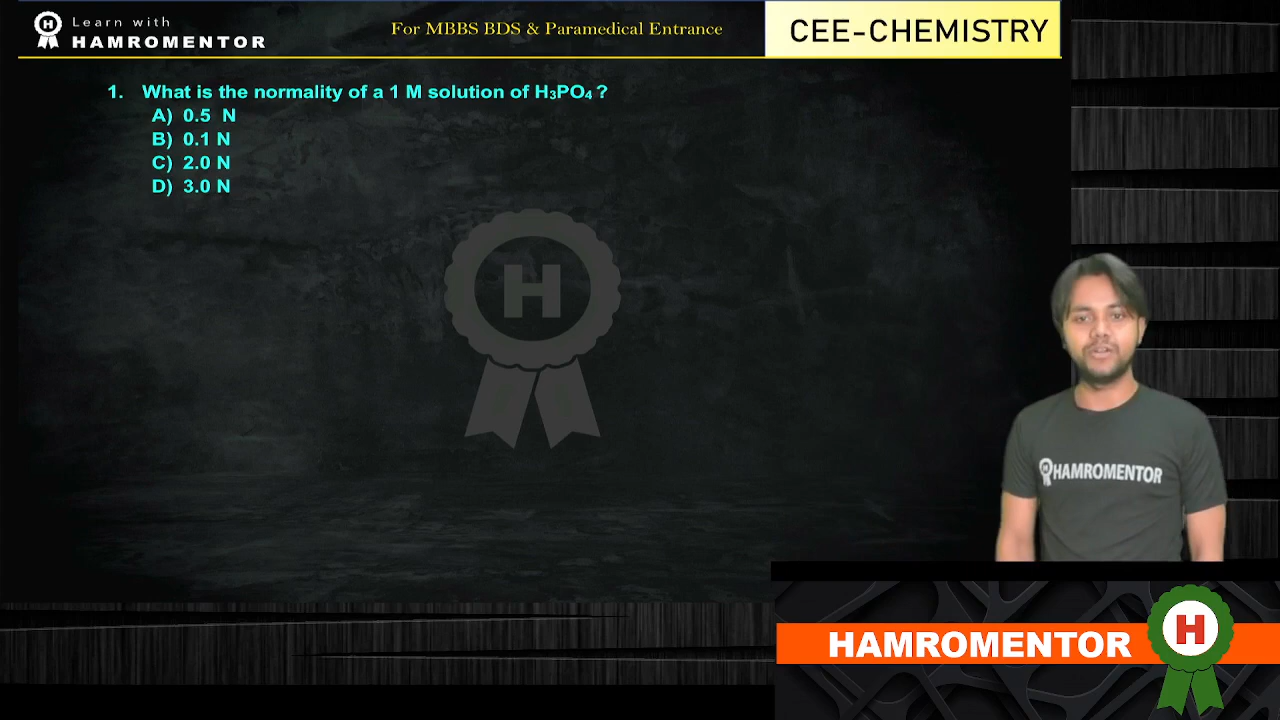 Learn with
HAMROMENTOR
For MBBS BDS & Paramedical Entrance
CEE-CHEMISTRY
1. What is the normality of a 1 M solution of H₃PO₄ ?
A) 0.5 N
B) 0.1 N
C) 2.0 N
D) 3.0 N
H
HAMROMENTOR
HAMROMENTOR
H